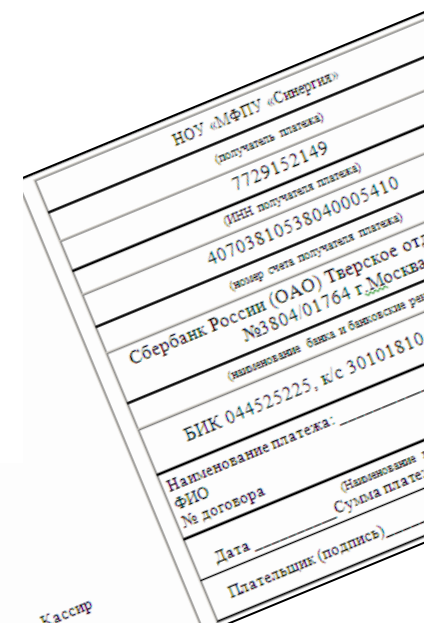 НОУ «МФПУ «Синергия»
(получатель платежа)
7729152149
(ИНН получателя платежа)
40703810538040005410
(номер счета получателя платежа)
Сбербанк России (ОАО) Тверское отд
№3804/01764 г.Москва
(наименование банка и банковские рек
БИК 044525225, к/с 30101810
Наименование платежа:
ФИО
(Наименование
№ договора
Сумма плате
Дата
Плательщик (подпись)
Кассир